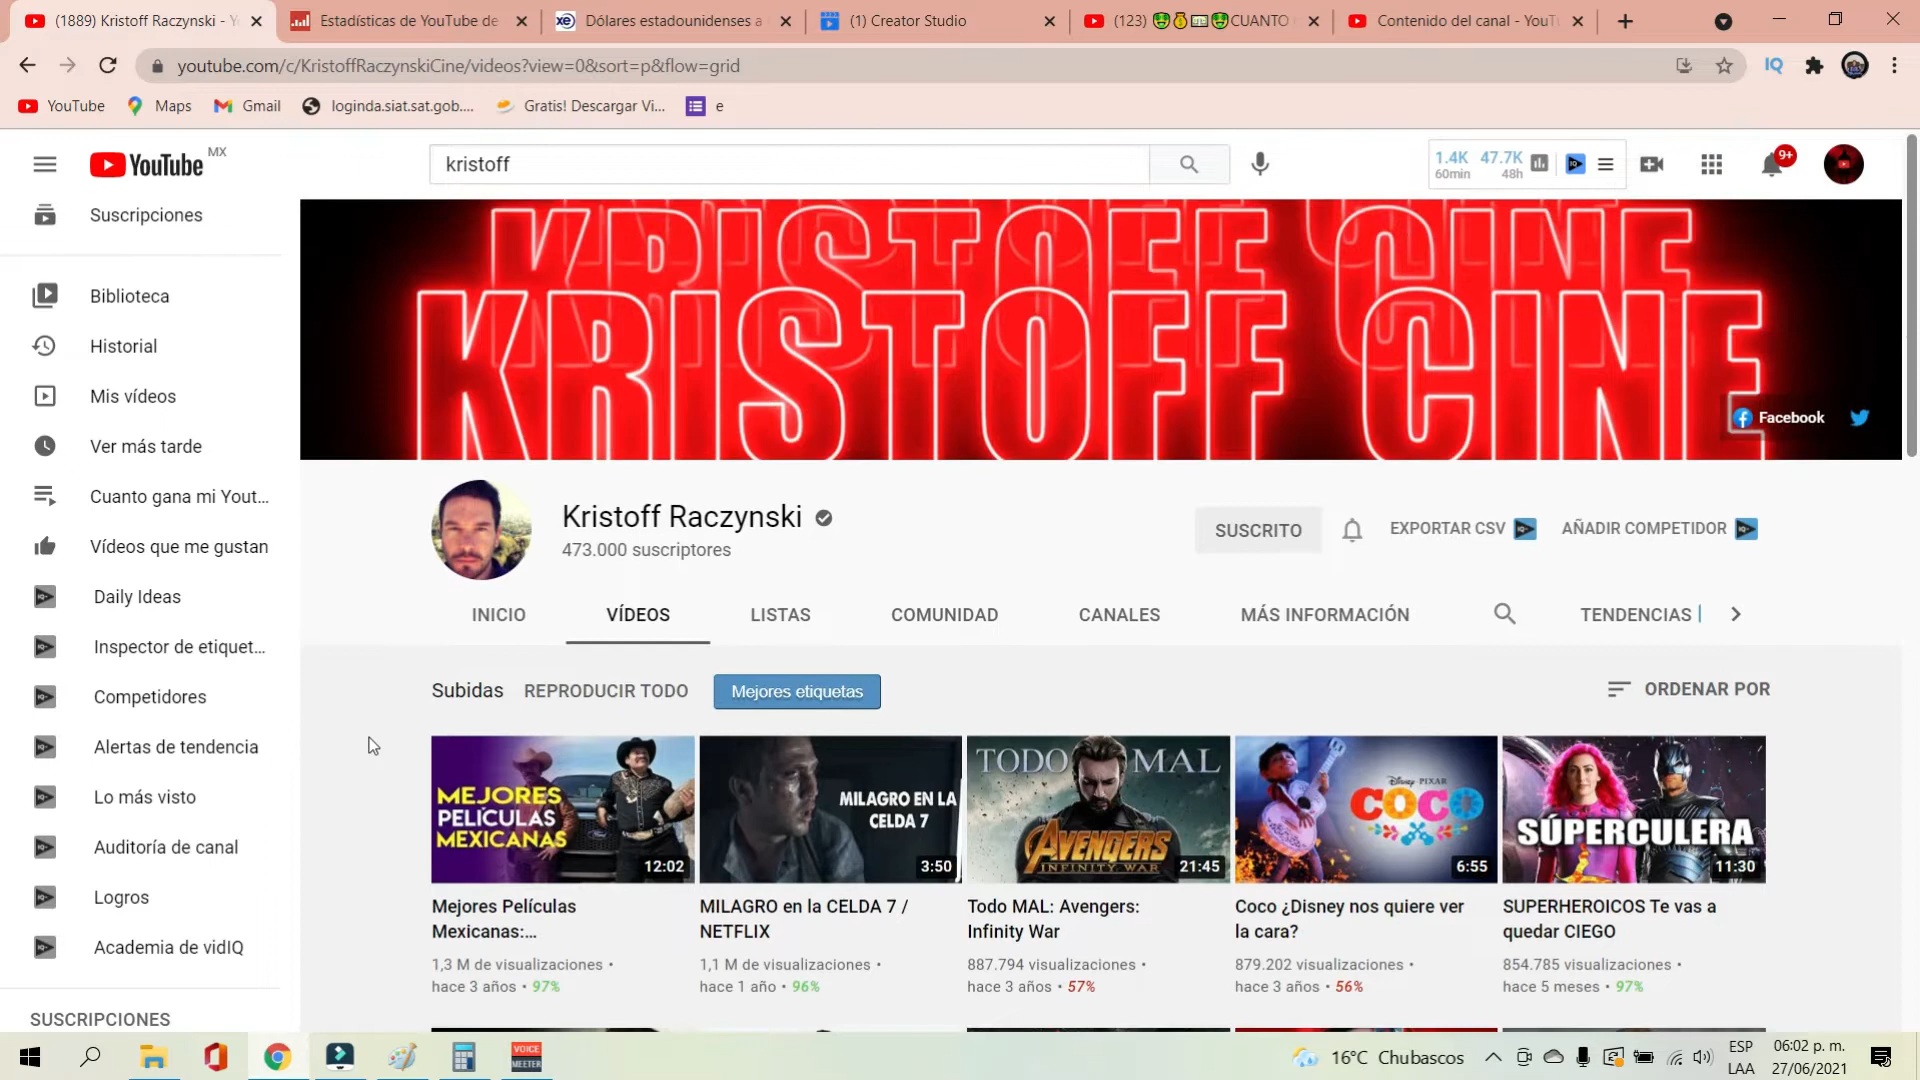 (1889) Kristoff Raczynski - Y
Estadísticas de YouTube de
Dólares estadounidenses a
(1) Creator Studio
(123) 🤑💰💵🤑CUANTO
Contenido del canal - YouT
youtube.com/c/KristoffRaczynskiCine/videos?view=0&sort=p&flow=grid
YouTube
Maps
Gmail
loginda.siat.sat.gob....
Gratis! Descargar Vi...
e
YouTube MX
kristoff
1.4K 47.7K
60min 48h
9+
Suscripciones
Biblioteca
Historial
Mis vídeos
Ver más tarde
Cuanto gana mi Yout...
Vídeos que me gustan
Daily Ideas
Inspector de etiquet...
Competidores
Alertas de tendencia
Lo más visto
Auditoría de canal
Logros
Academia de vidIQ
SUSCRIPCIONES
KRISTOFF CINE
KRISTOFF CINE
Facebook
Kristoff Raczynski
473.000 suscriptores
SUSCRITO
EXPORTAR CSV
AÑADIR COMPETIDOR
INICIO
VÍDEOS
LISTAS
COMUNIDAD
CANALES
MÁS INFORMACIÓN
TENDENCIAS
Subidas
REPRODUCIR TODO
Mejores etiquetas
ORDENAR POR
MEJORES
PELÍCULAS
MEXICANAS
12:02
Mejores Películas
Mexicanas:...
1,3 M de visualizaciones •
hace 3 años • 97%
MILAGRO EN LA
CELDA 7
3:50
MILAGRO en la CELDA 7 /
NETFLIX
1,1 M de visualizaciones •
hace 1 año • 96%
TODO MAL
AVENGERS
INFINITY WAR
21:45
Todo MAL: Avengers:
Infinity War
887.794 visualizaciones •
hace 3 años • 57%
Disney PIXAR
COCO
6:55
Coco ¿Disney nos quiere ver
la cara?
879.202 visualizaciones •
hace 3 años • 56%
SÚPERCULERA
11:30
SUPERHEROICOS Te vas a
quedar CIEGO
854.785 visualizaciones •
hace 5 meses • 97%
VOICE
MEETER
16°C Chubascos
ESP
LAA
06:02 p. m.
27/06/2021